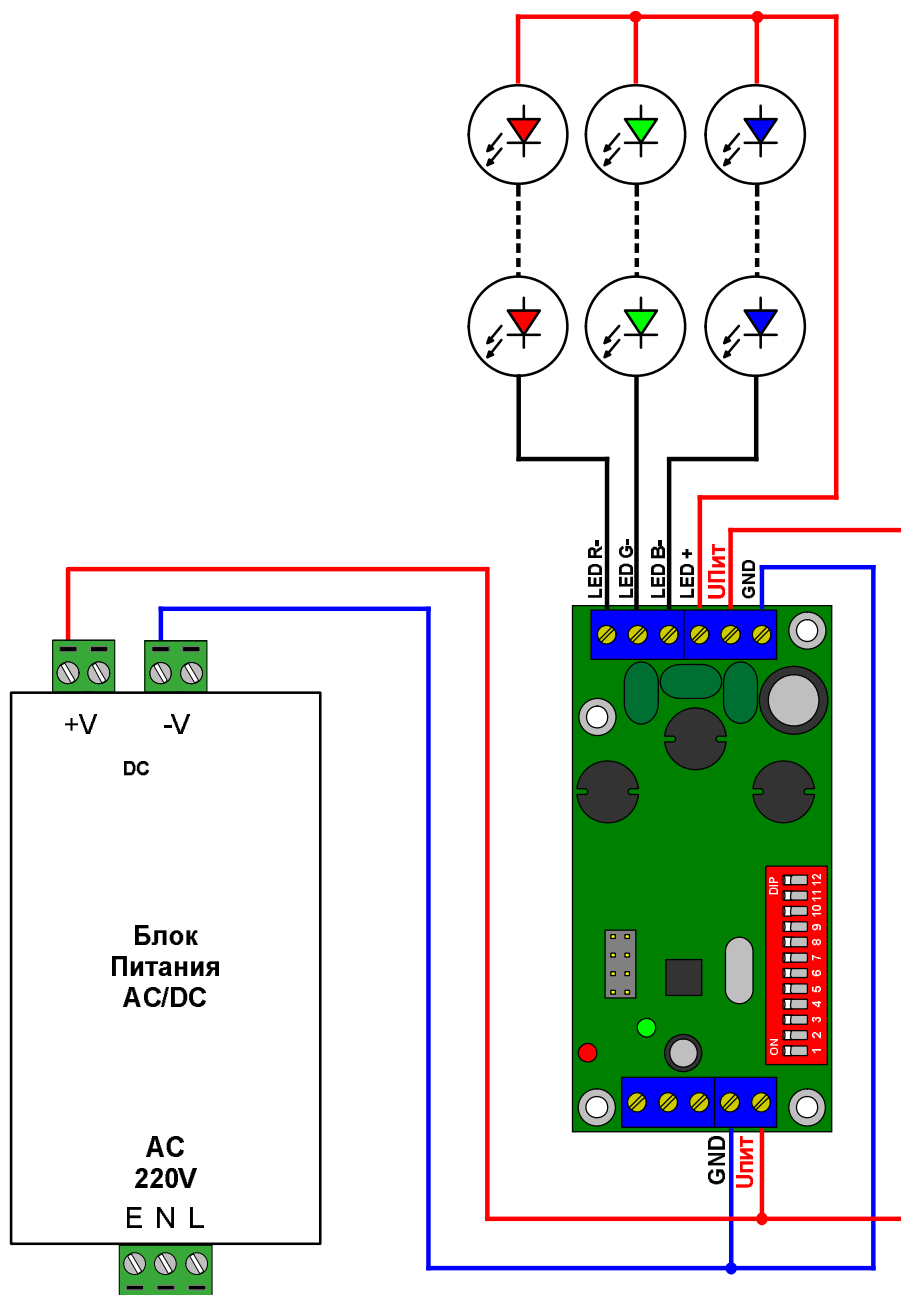 LED R-
LED G-
LED B-
LED +
UПит
GND
+V
-V
DC
Блок
Питания
AC/DC
AC
220V
E N L
DIP
ON
1 2 3 4 5 6 7 8 9 10 11 12
GND
Uпит